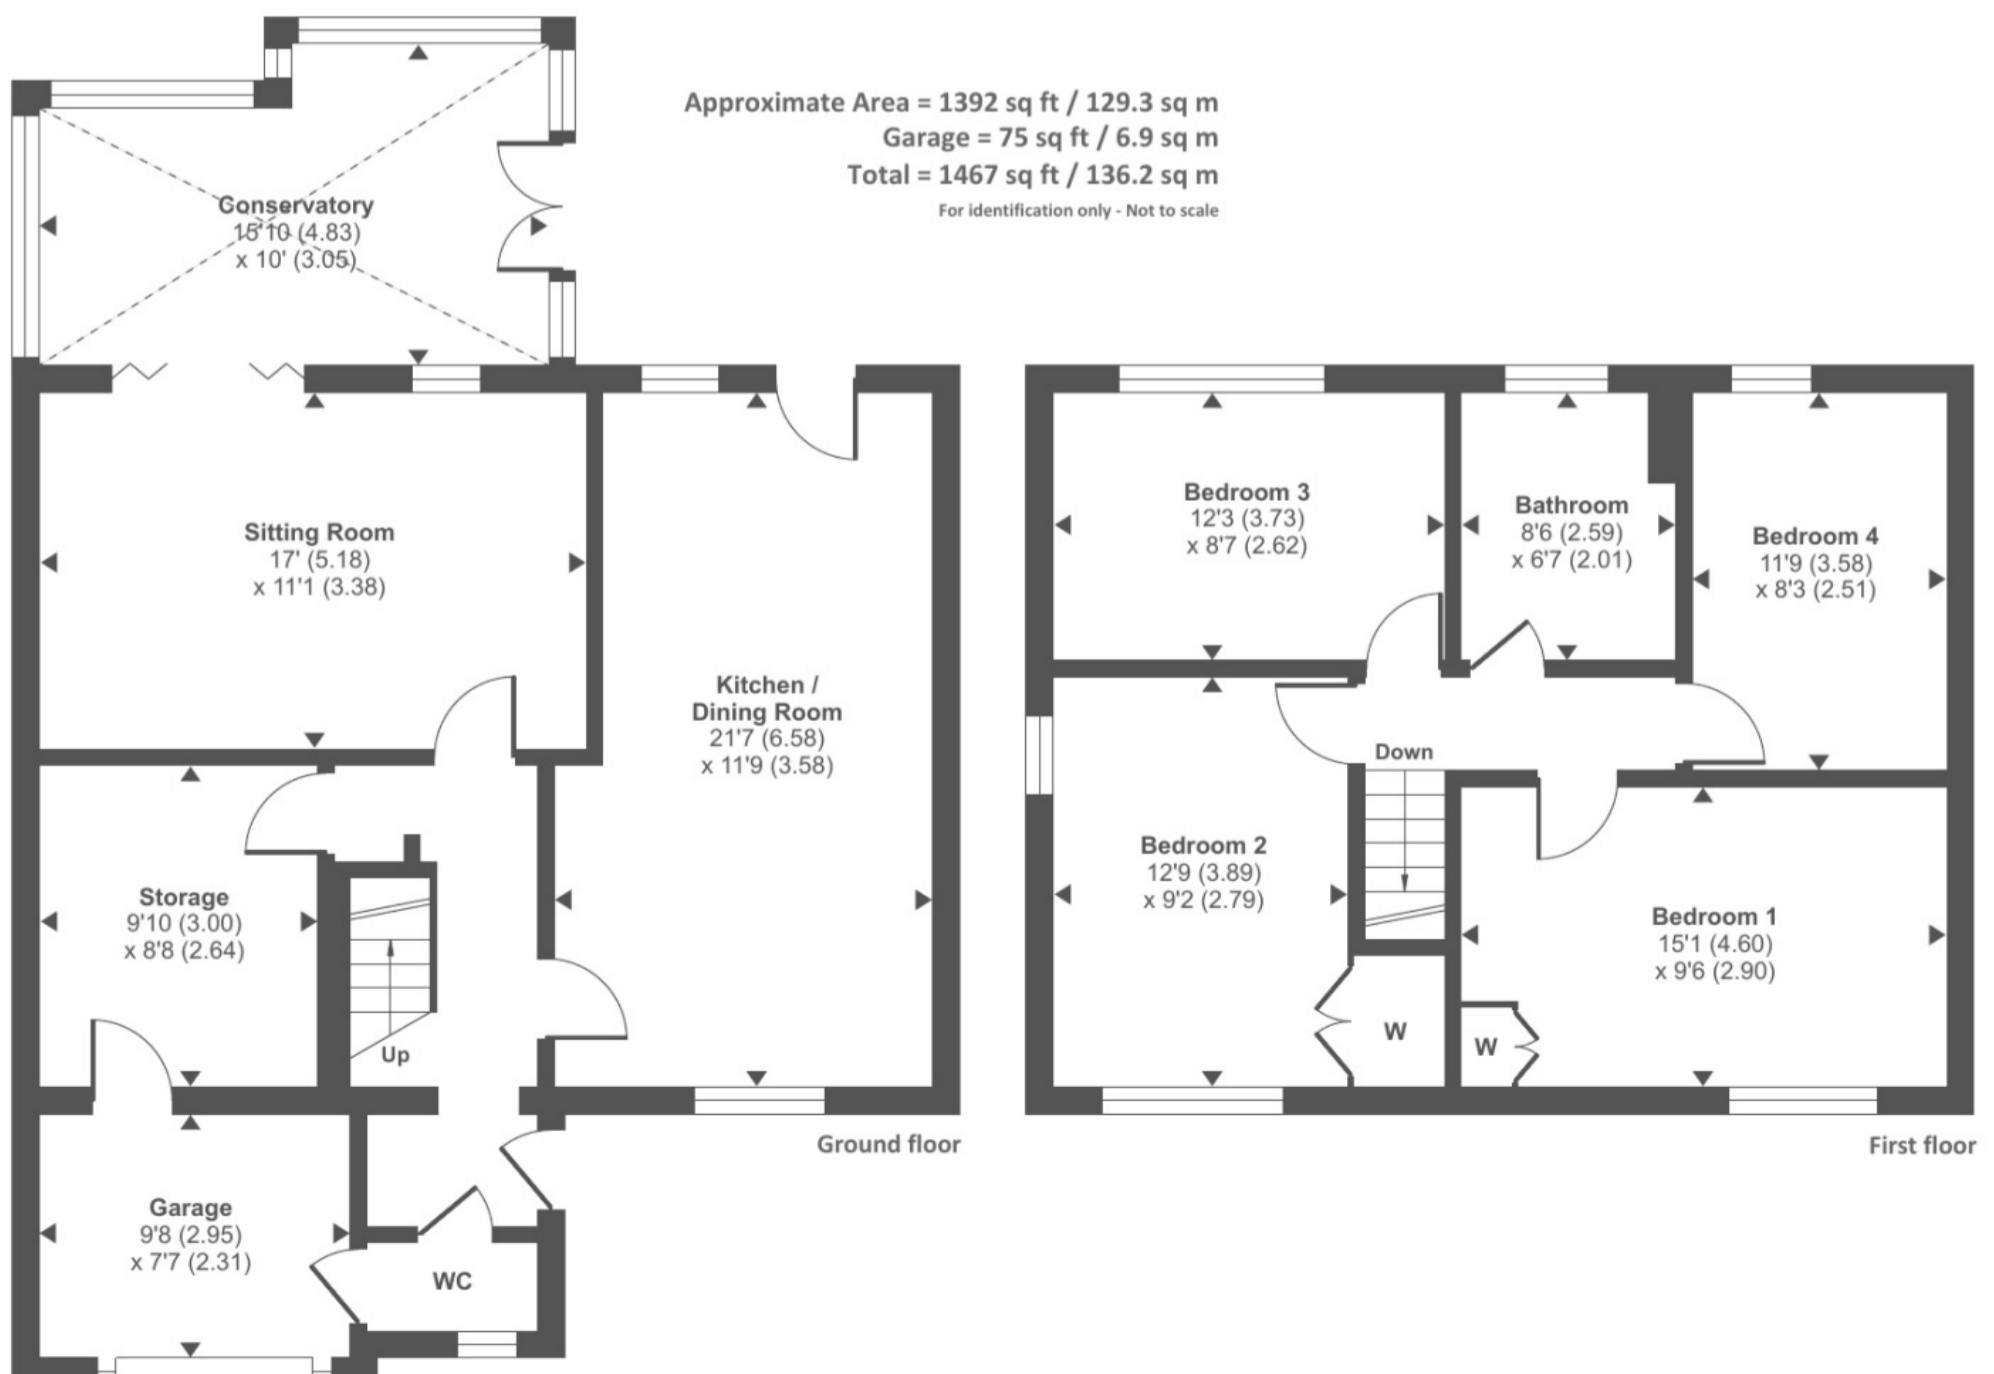 Approximate Area = 1392 sq ft / 129.3 sq m
Garage = 75 sq ft / 6.9 sq m
Total = 1467 sq ft / 136.2 sq m
For identification only - Not to scale
Conservatory
15'10 (4.83)
x 10' (3.05)
Sitting Room
17' (5.18)
x 11'1 (3.38)
Kitchen /
Dining Room
21'7 (6.58)
x 11'9 (3.58)
Storage
9'10 (3.00)
x 8'8 (2.64)
Up
Garage
9'8 (2.95)
x 7'7 (2.31)
WC
Ground floor
Bedroom 3
12'3 (3.73)
x 8'7 (2.62)
Bathroom
8'6 (2.59)
x 6'7 (2.01)
Bedroom 4
11'9 (3.58)
x 8'3 (2.51)
Down
Bedroom 2
12'9 (3.89)
x 9'2 (2.79)
Bedroom 1
15'1 (4.60)
x 9'6 (2.90)
W
W
First floor